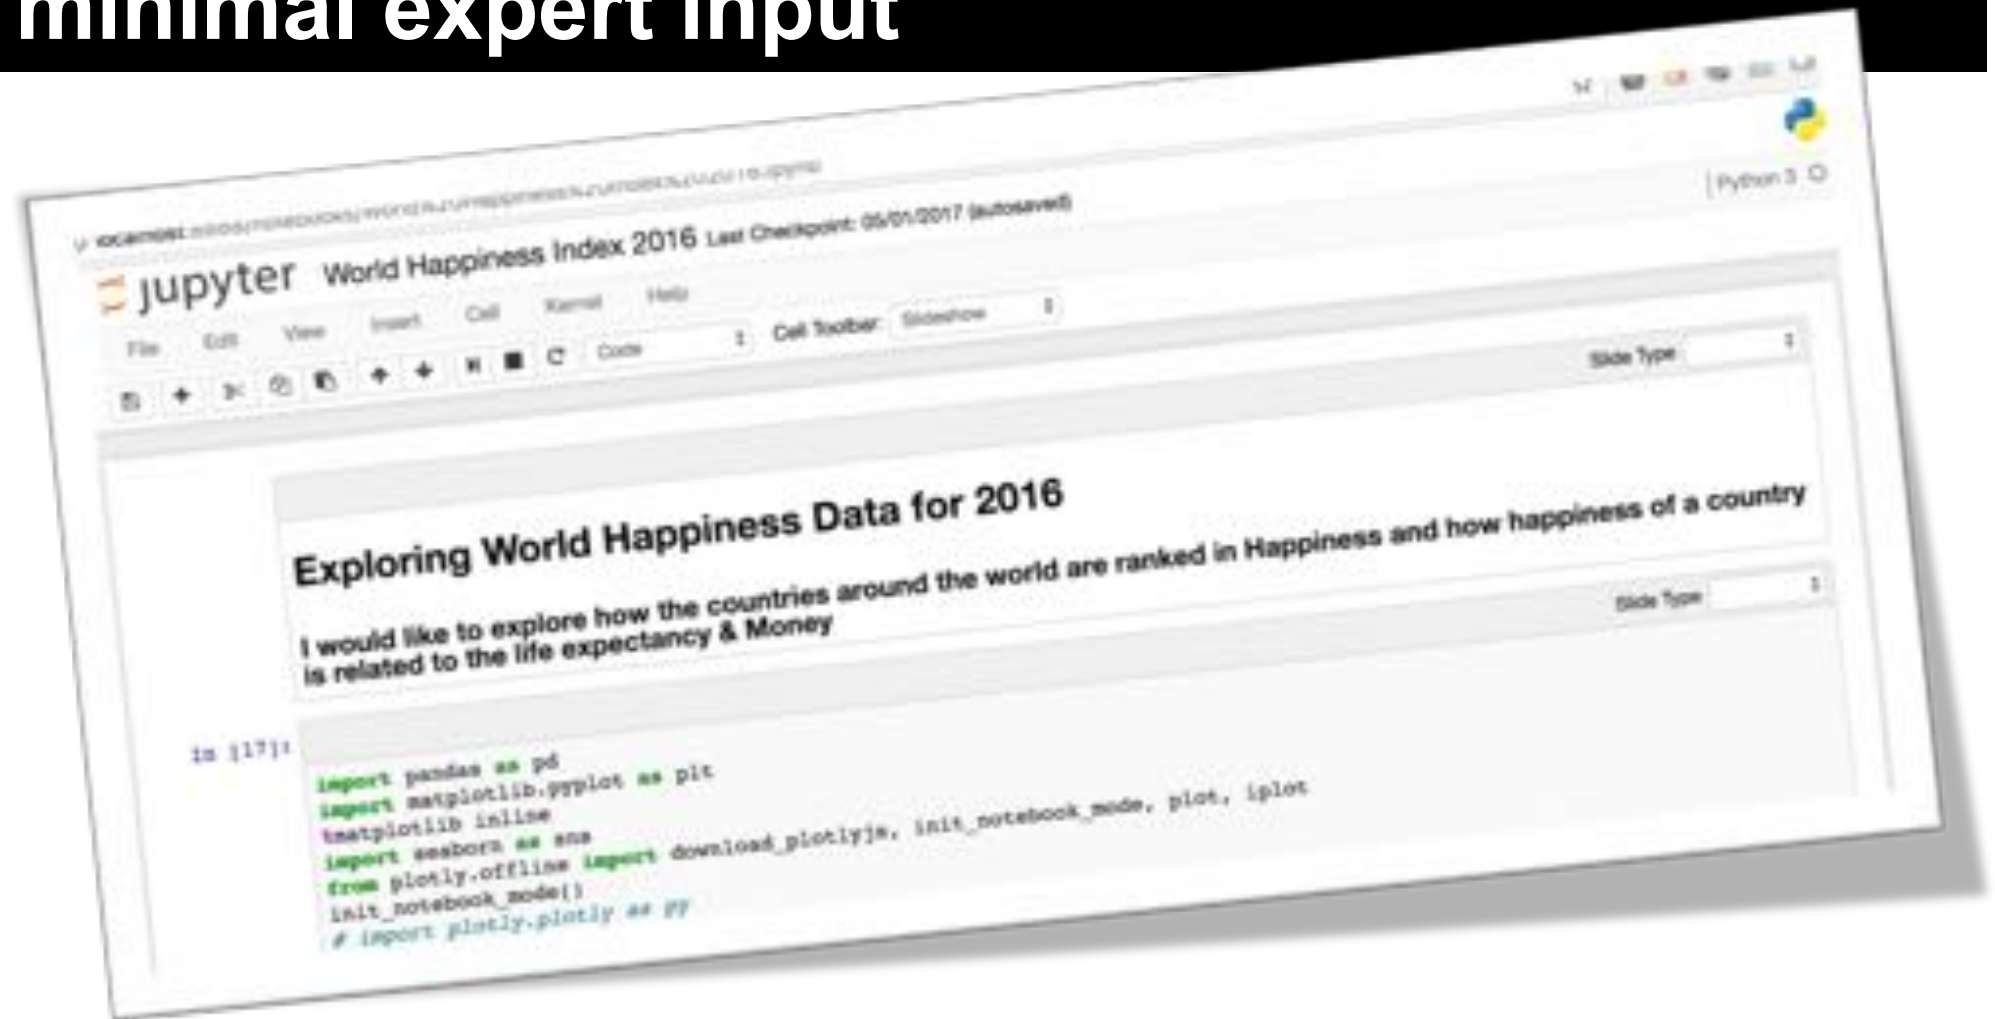 minimal expert input
jupyter World Happiness Index 2016 Last Checkpoint: 05/01/2017 (autosaved)
Python 3
File Edit View Insert Cell Kernel Help
Code Cell Toolbar: Slideshow
Slide Type
Exploring World Happiness Data for 2016
I would like to explore how the countries around the world are ranked in Happiness and how happiness of a country
is related to the life expectancy & Money
Slide Type
In [17]:
import pandas as pd
import matplotlib.pyplot as plt
%matplotlib inline
import seaborn as sns
from plotly.offline import download_plotlyjs, init_notebook_mode, plot, iplot
init_notebook_mode()
# import plotly.plotly as py